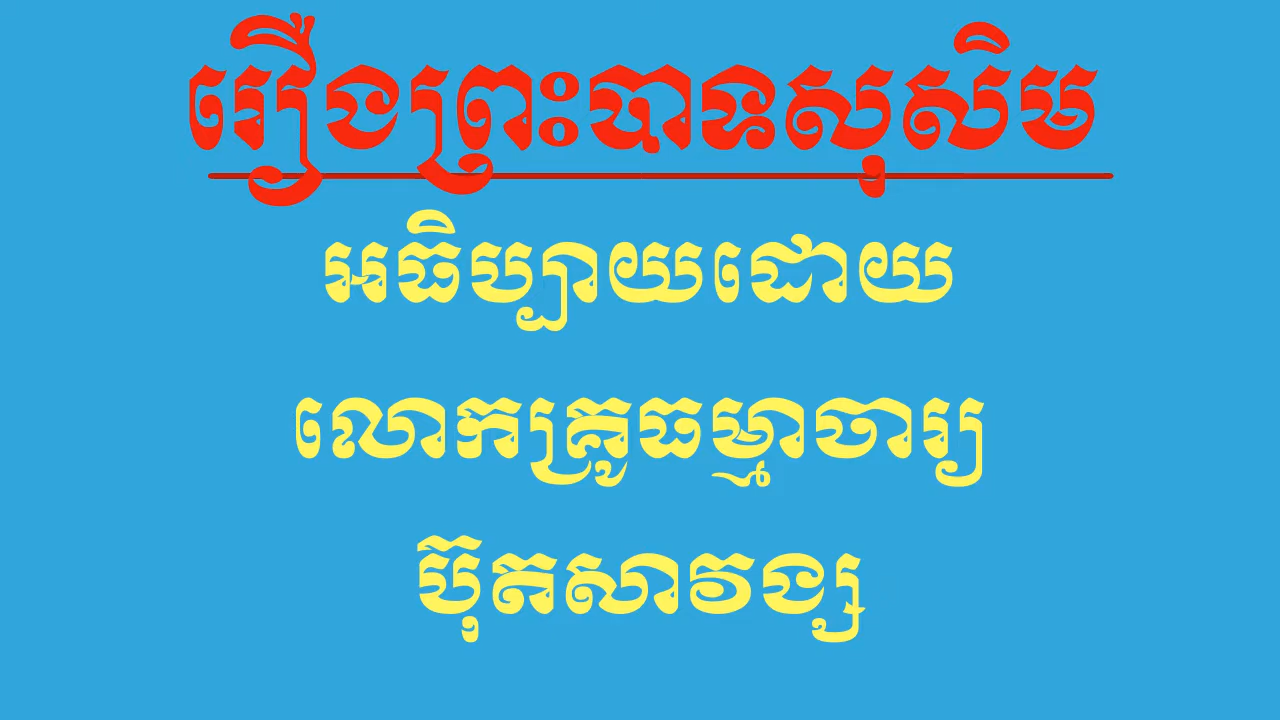 រឿងព្រះបាទសុសិម
អធិប្បាយដោយ
លោកគ្រូធម្មាចារ្យ
ប៊ុតសាវង្ស